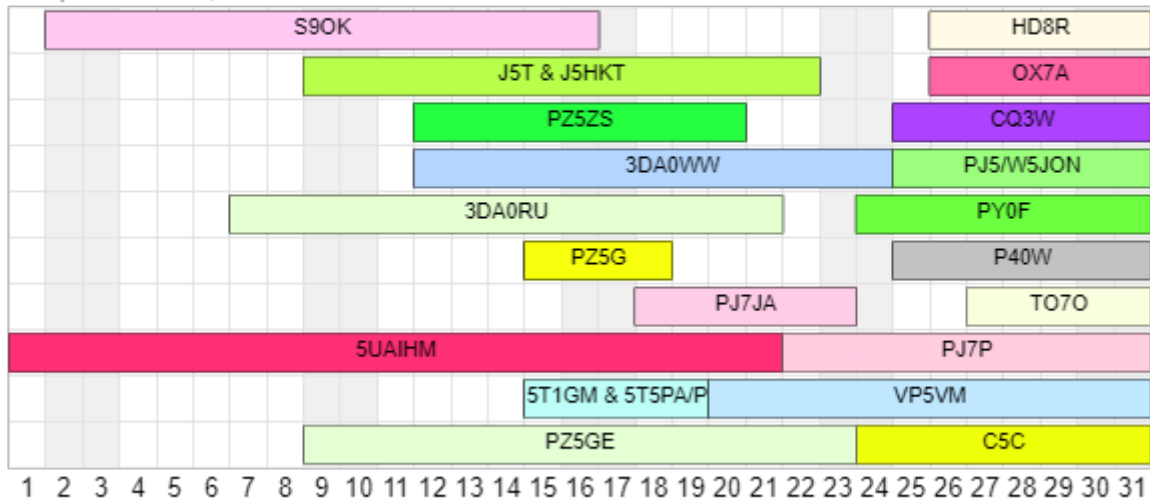 S9OK HD8R
J5T & J5HKT OX7A
PZ5ZS CQ3W
3DA0WW PJ5/W5JON
3DA0RU PY0F
PZ5G P40W
PJ7JA TO7O
5UAIHM PJ7P
5T1GM & 5T5PA/P VP5VM
PZ5GE C5C
1 2 3 4 5 6 7 8 9 10 11 12 13 14 15 16 17 18 19 20 21 22 23 24 25 26 27 28 29 30 31